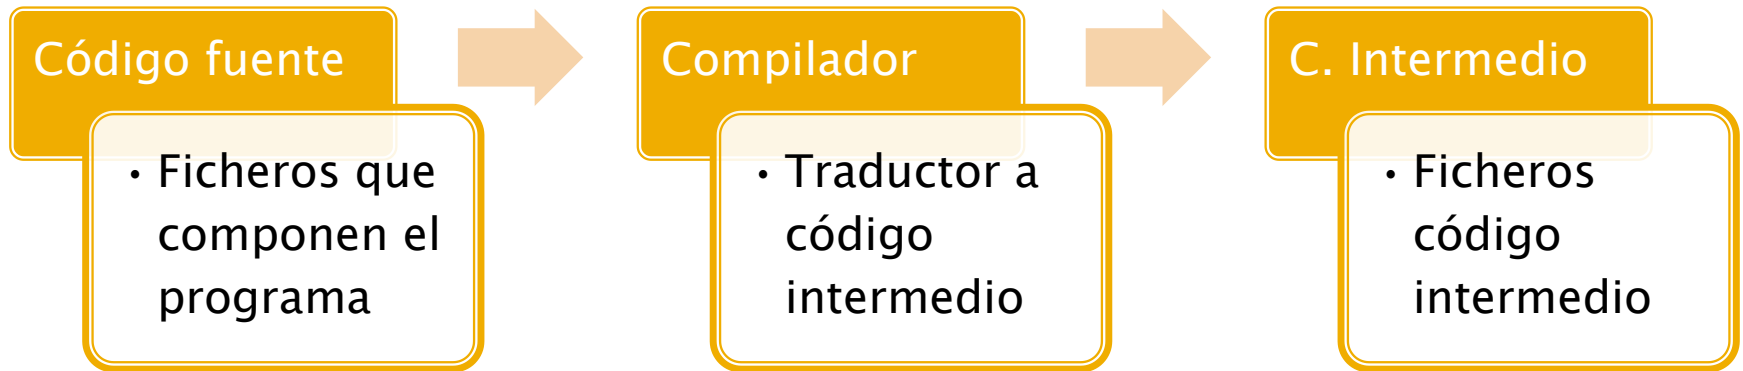 Código fuente
• Ficheros que
componen el
programa
Compilador
• Traductor a
código
intermedio
C. Intermedio
• Ficheros
código
intermedio